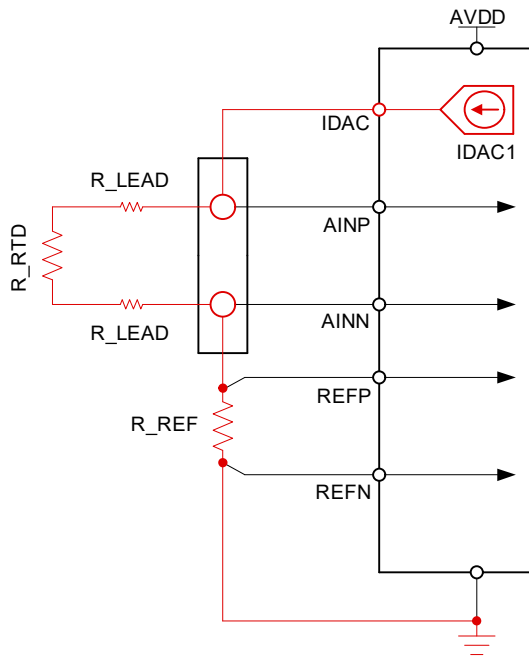 AVDD
IDAC
IDAC1
R_LEAD
AINP
R_RTD
R_LEAD
AINN
REFP
R_REF
REFN